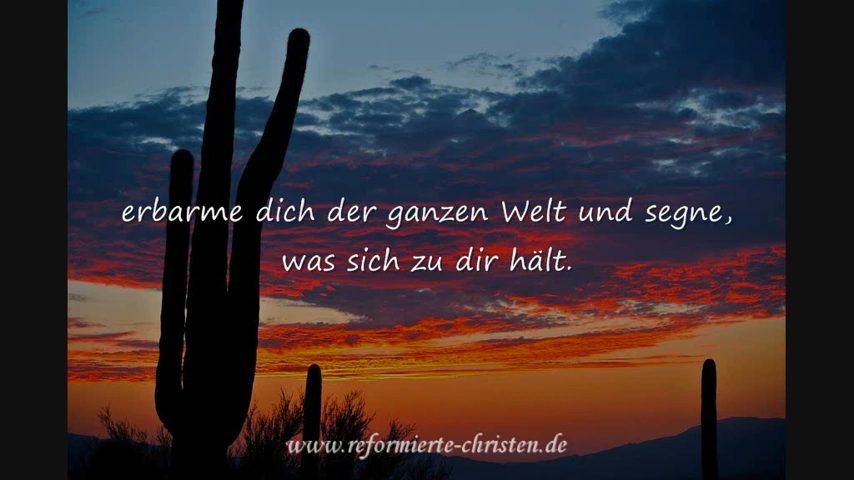 erbarme dich der ganzen Welt und segne,
was sich zu dir hält.
www.reformierte-christen.de